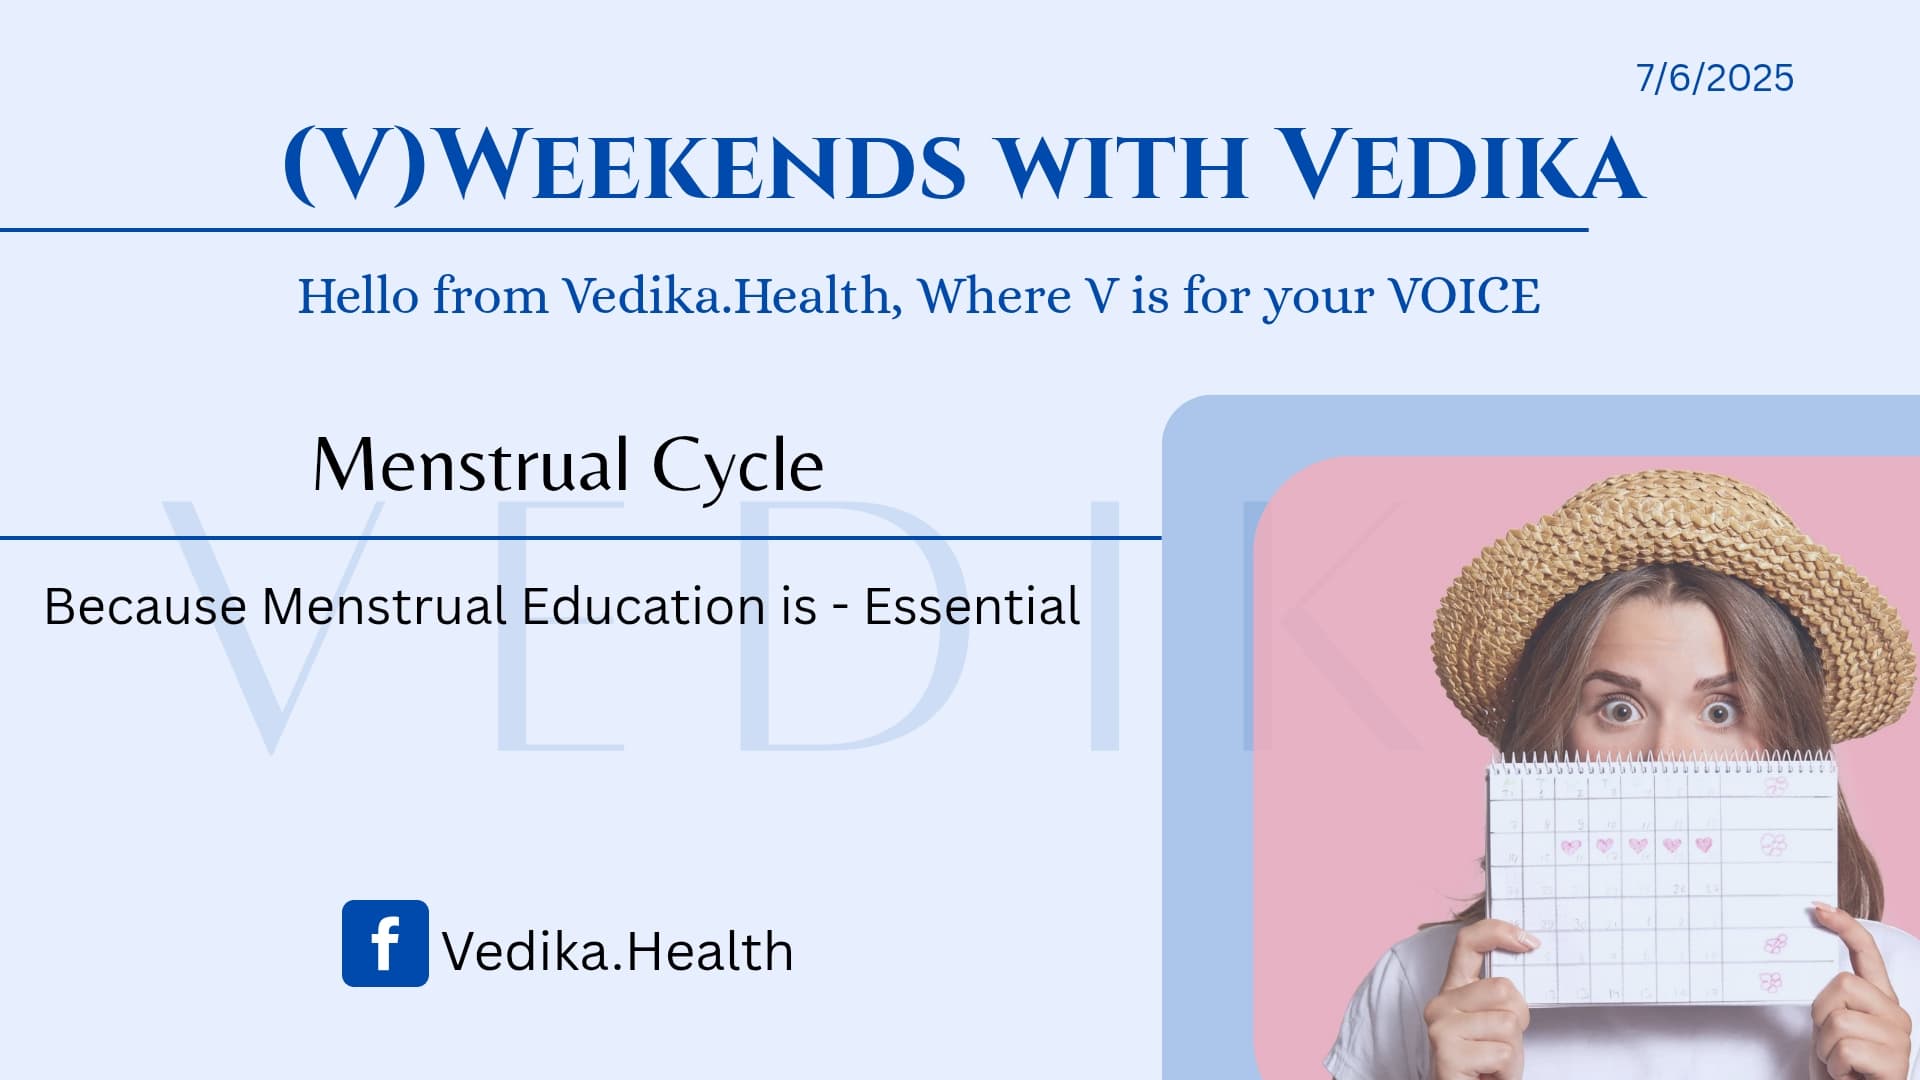 7/6/2025
(V)Weekends with Vedika
Hello from Vedika.Health, Where V is for your VOICE
Menstrual Cycle
VEDIK
Because Menstrual Education is - Essential
f Vedika.Health